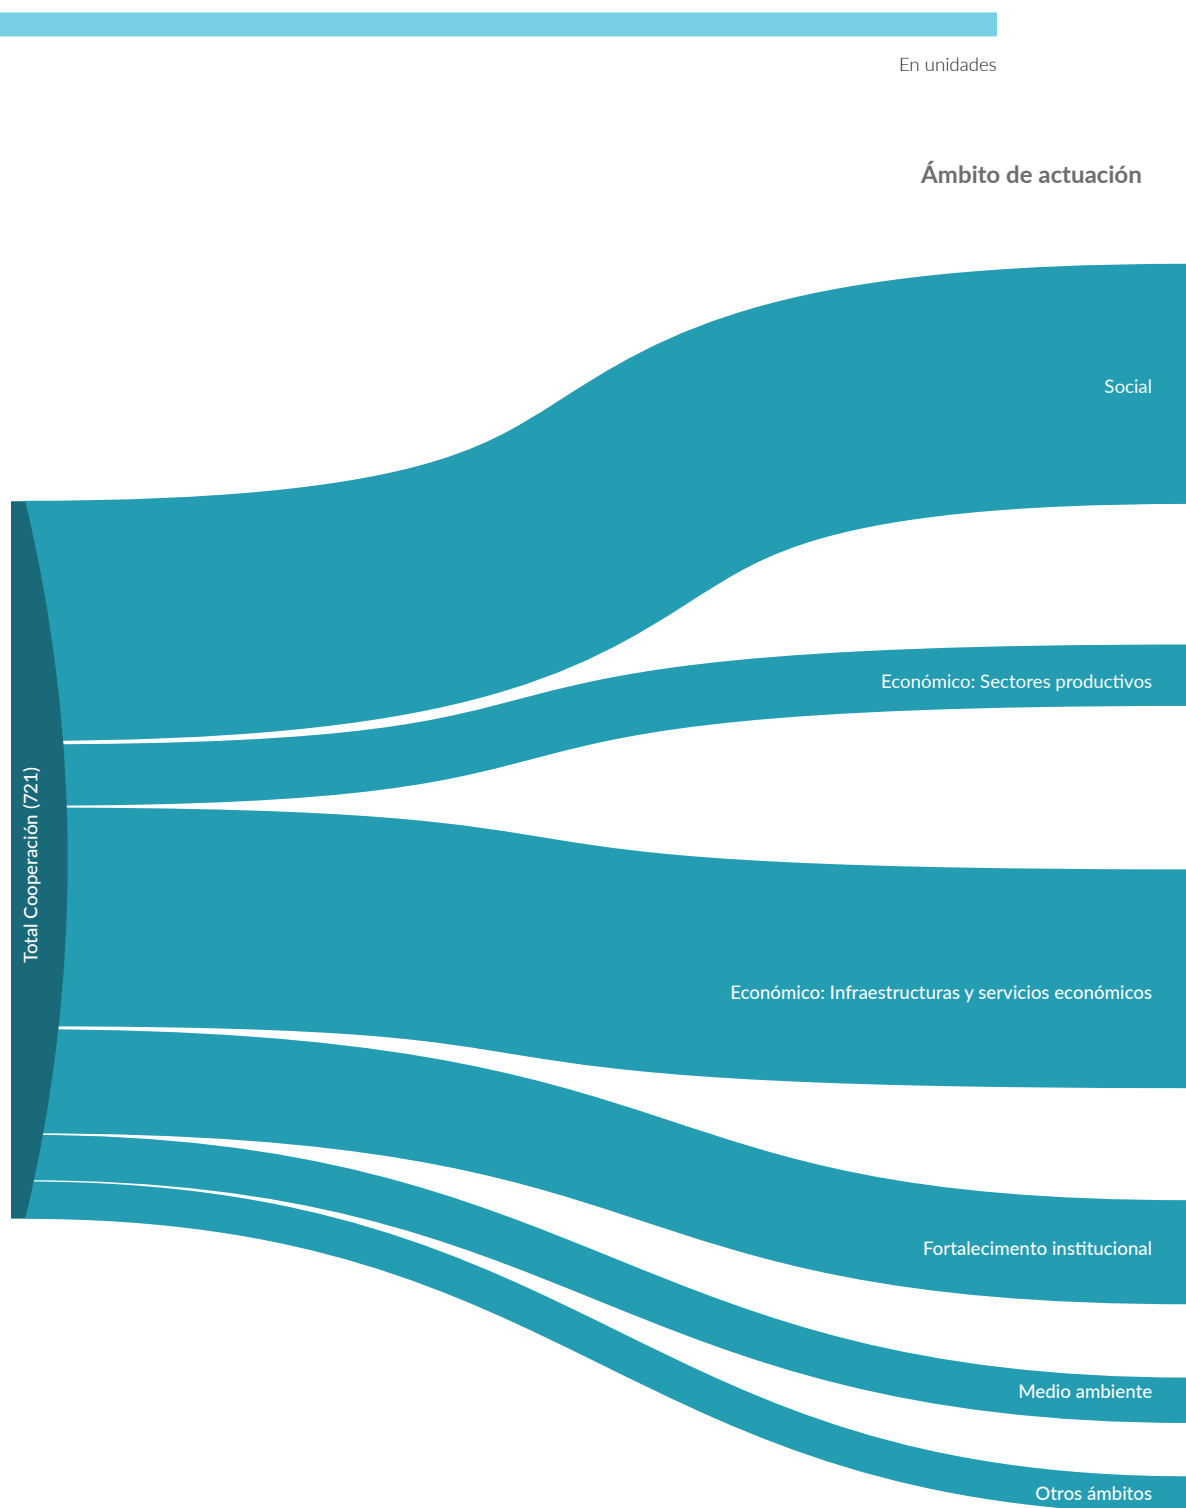 En unidades
Ámbito de actuación
Social
Económico: Sectores productivos
Total Cooperación (721)
Económico: Infraestructuras y servicios económicos
Fortalecimento institucional
Medio ambiente
Otros ámbitos